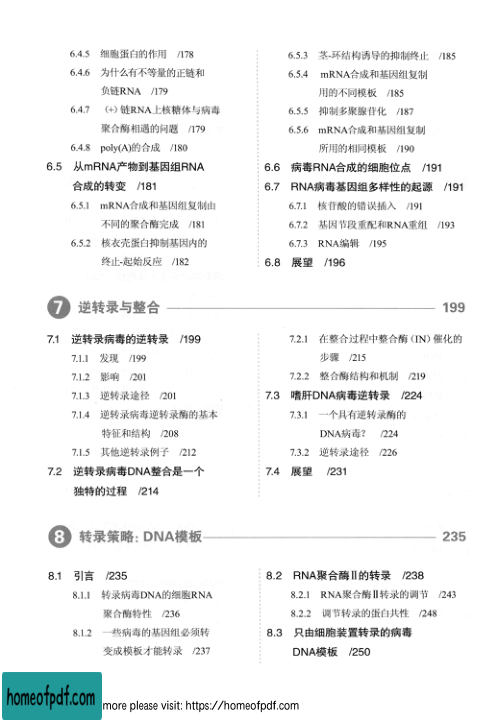 6.4.5 细胞蛋白的作用 /178
6.4.6 为什么有不等量的正链和
负链RNA /179
6.4.7 (+) 链RNA上核糖体与病毒
聚合酶相遇的问题 /179
6.4.8 poly(A)的合成 /180
6.5 从mRNA产物到基因组RNA
合成的转变 /181
6.5.1 mRNA合成和基因组复制由
不同的聚合酶完成 /181
6.5.2 核衣壳蛋白抑制基因内的
终止-起始反应 /182
6.5.3 茎-环结构诱导的抑制终止 /185
6.5.4 mRNA合成和基因组复制
用的不同模板 /185
6.5.5 抑制多聚腺苷化 /187
6.5.6 mRNA合成和基因组复制
所用的相同模板 /190
6.6 病毒RNA合成的细胞位点 /191
6.7 RNA病毒基因组多样性的起源 /191
6.7.1 核苷酸的错误插入 /191
6.7.2 基因节段重配和RNA重组 /193
6.7.3 RNA编辑 /195
6.8 展望 /196
7 逆转录与整合 199
7.1 逆转录病毒的逆转录 /199
7.1.1 发现 /199
7.1.2 影响 /201
7.1.3 逆转录途径 /201
7.1.4 逆转录病毒逆转录酶的基本
特征和结构 /208
7.1.5 其他逆转录例子 /212
7.2 逆转录病毒DNA整合是一个
独特的过程 /214
7.2.1 在整合过程中整合酶 (IN) 催化的
步骤 /215
7.2.2 整合酶结构和机制 /219
7.3 嗜肝DNA病毒逆转录 /224
7.3.1 一个具有逆转录酶的
DNA病毒? /224
7.3.2 逆转录途径 /226
7.4 展望 /231
8 转录策略: DNA模板 235
8.1 引言 /235
8.1.1 转录病毒DNA的细胞RNA
聚合酶特性 /236
8.1.2 一些病毒的基因组必须转
变成模板才能转录 /237
8.2 RNA聚合酶Ⅱ的转录 /238
8.2.1 RNA聚合酶Ⅱ转录的调节 /243
8.2.2 调节转录的蛋白共性 /248
8.3 只由细胞装置转录的病毒
DNA模板 /250
homeofpdf.com
more please visit: https://homeofpdf.com